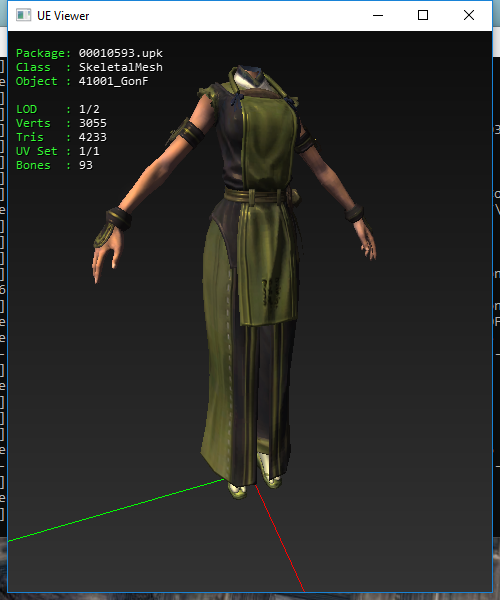 UE Viewer
Package: 00010593.upk
Class  : SkeletalMesh
Object : 41001_GonF
LOD    : 1/2
Verts  : 3055
Tris   : 4233
UV Set : 1/1
Bones  : 93